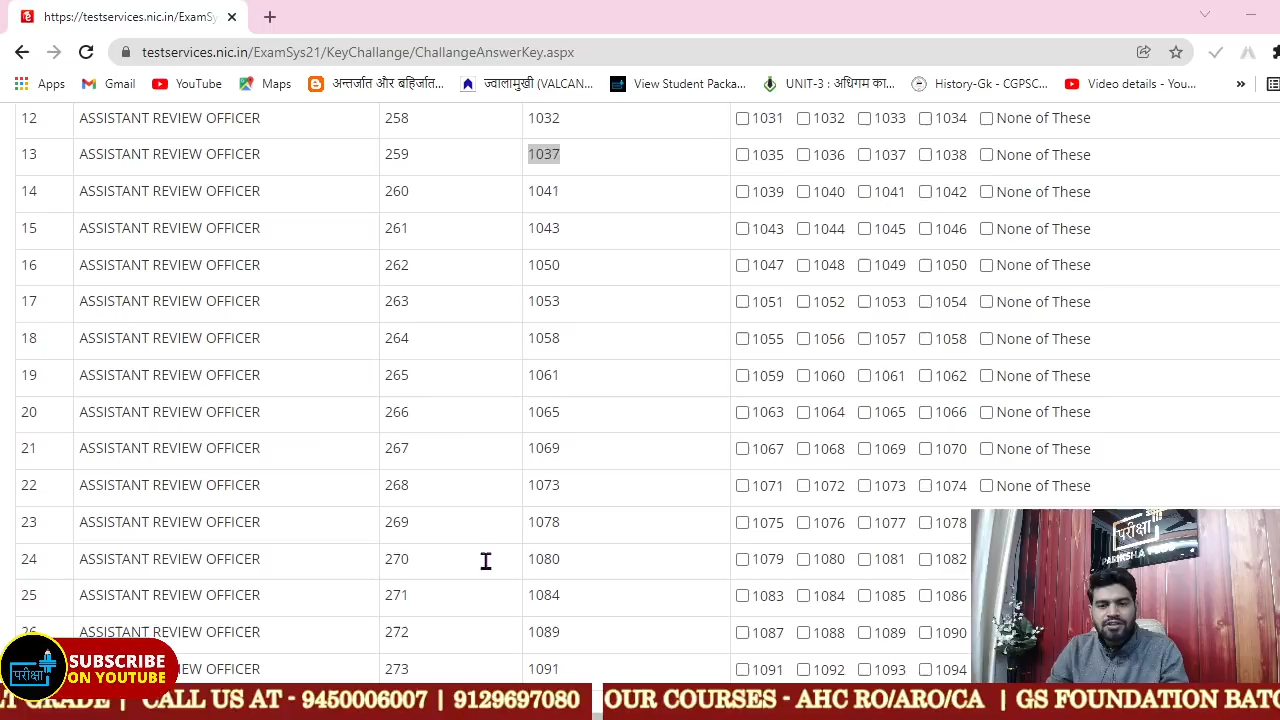 https://testservices.nic.in/ExamSy
testservices.nic.in/ExamSys21/KeyChallange/ChallangeAnswerKey.aspx
Apps Gmail YouTube Maps अन्तर्जात और बहिर्जात... ज्वालामुखी (VALCAN... View Student Packa... UNIT-3 : अधिगम का... History-Gk - CGPSC... Video details - You... »
12 ASSISTANT REVIEW OFFICER 258 1032 1031 1032 1033 1034 None of These
13 ASSISTANT REVIEW OFFICER 259 1037 1035 1036 1037 1038 None of These
14 ASSISTANT REVIEW OFFICER 260 1041 1039 1040 1041 1042 None of These
15 ASSISTANT REVIEW OFFICER 261 1043 1043 1044 1045 1046 None of These
16 ASSISTANT REVIEW OFFICER 262 1050 1047 1048 1049 1050 None of These
17 ASSISTANT REVIEW OFFICER 263 1053 1051 1052 1053 1054 None of These
18 ASSISTANT REVIEW OFFICER 264 1058 1055 1056 1057 1058 None of These
19 ASSISTANT REVIEW OFFICER 265 1061 1059 1060 1061 1062 None of These
20 ASSISTANT REVIEW OFFICER 266 1065 1063 1064 1065 1066 None of These
21 ASSISTANT REVIEW OFFICER 267 1069 1067 1068 1069 1070 None of These
22 ASSISTANT REVIEW OFFICER 268 1073 1071 1072 1073 1074 None of These
23 ASSISTANT REVIEW OFFICER 269 1078 1075 1076 1077 1078
24 ASSISTANT REVIEW OFFICER 270 1080 1079 1080 1081 1082
25 ASSISTANT REVIEW OFFICER 271 1084 1083 1084 1085 1086
26 ASSISTANT REVIEW OFFICER 272 1089 1087 1088 1089 1090
REVIEW OFFICER 273 1091 1091 1092 1093 1094
परीक्षा
PARIKSHA
परीक्षा
SUBSCRIBE
ON YOUTUBE
GRADE | CALL US AT - 9450006007 | 9129697080 OUR COURSES - AHC RO/ARO/CA | GS FOUNDATION